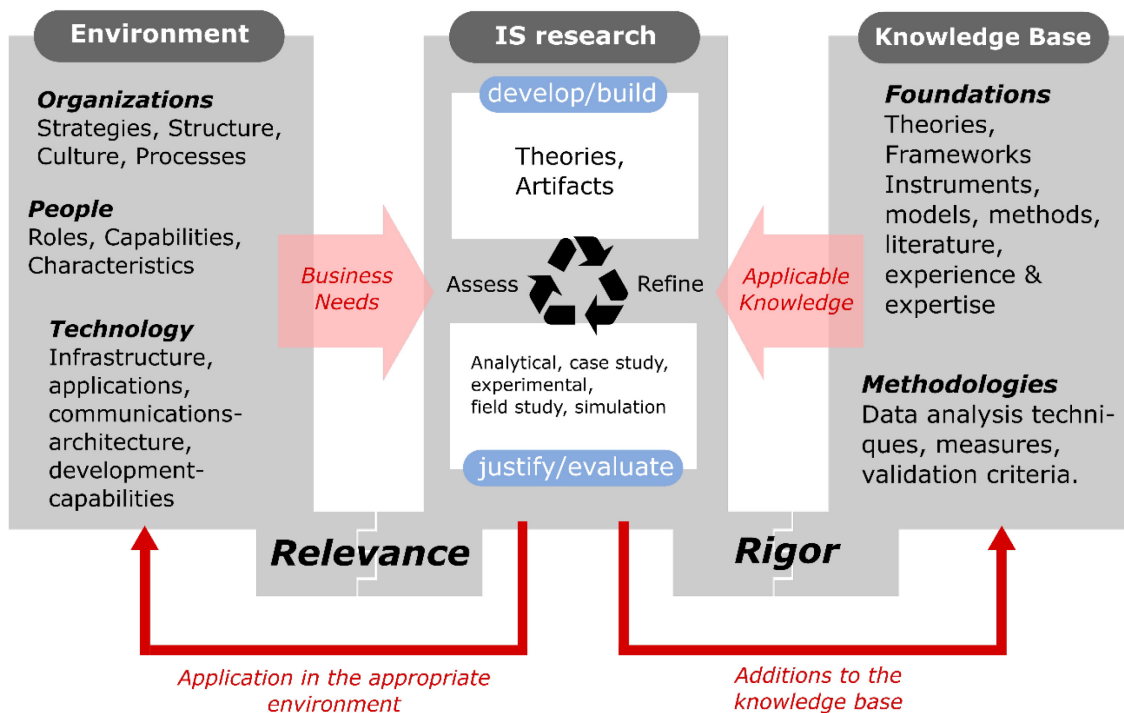 Environment
Organizations
Strategies, Structure,
Culture, Processes
People
Roles, Capabilities,
Characteristics
Technology
Infrastructure,
applications,
communications-
architecture,
development-
capabilities
Business
Needs
IS research
develop/build
Theories,
Artifacts
Assess
Refine
Analytical, case study,
experimental,
field study, simulation
justify/evaluate
Applicable
Knowledge
Knowledge Base
Foundations
Theories,
Frameworks
Instruments,
models, methods,
literature,
experience &
expertise
Methodologies
Data analysis techni-
ques, measures,
validation criteria.
Relevance
Rigor
Application in the appropriate
environment
Additions to the
knowledge base